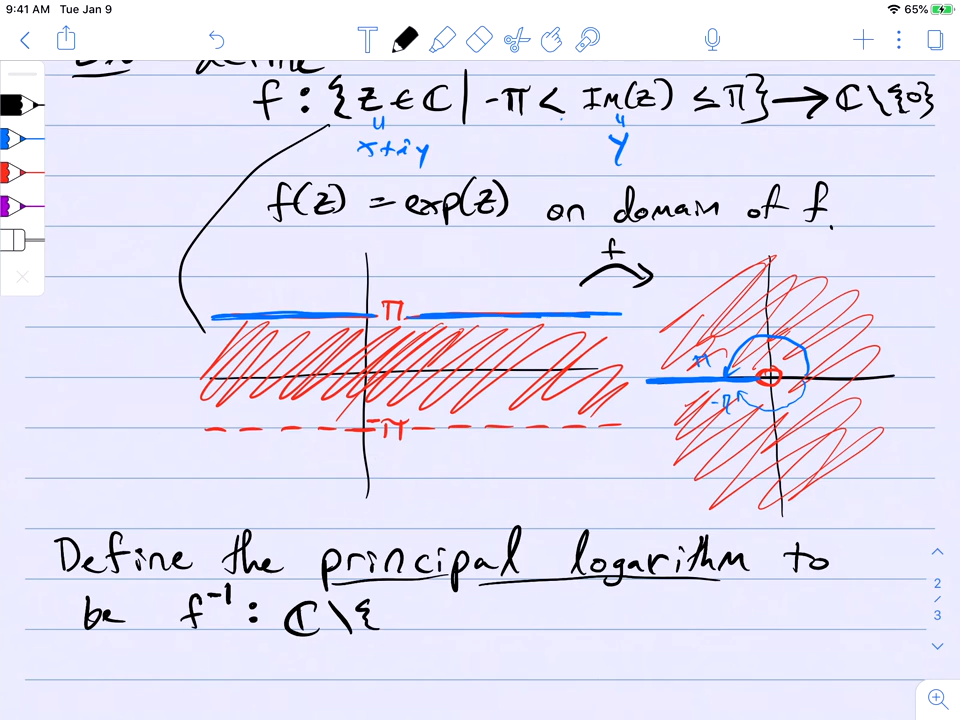 9:41 AM Tue Jan 9
65%
define
f : {z ∈ ℂ | -π < Im(z) ≤ π} → ℂ \ {0}
x+iy
y
f(z) = exp(z) on domain of f.
f
π
π
-π
-π
Define the principal logarithm to
be f⁻¹ : ℂ \ {
2
/
3